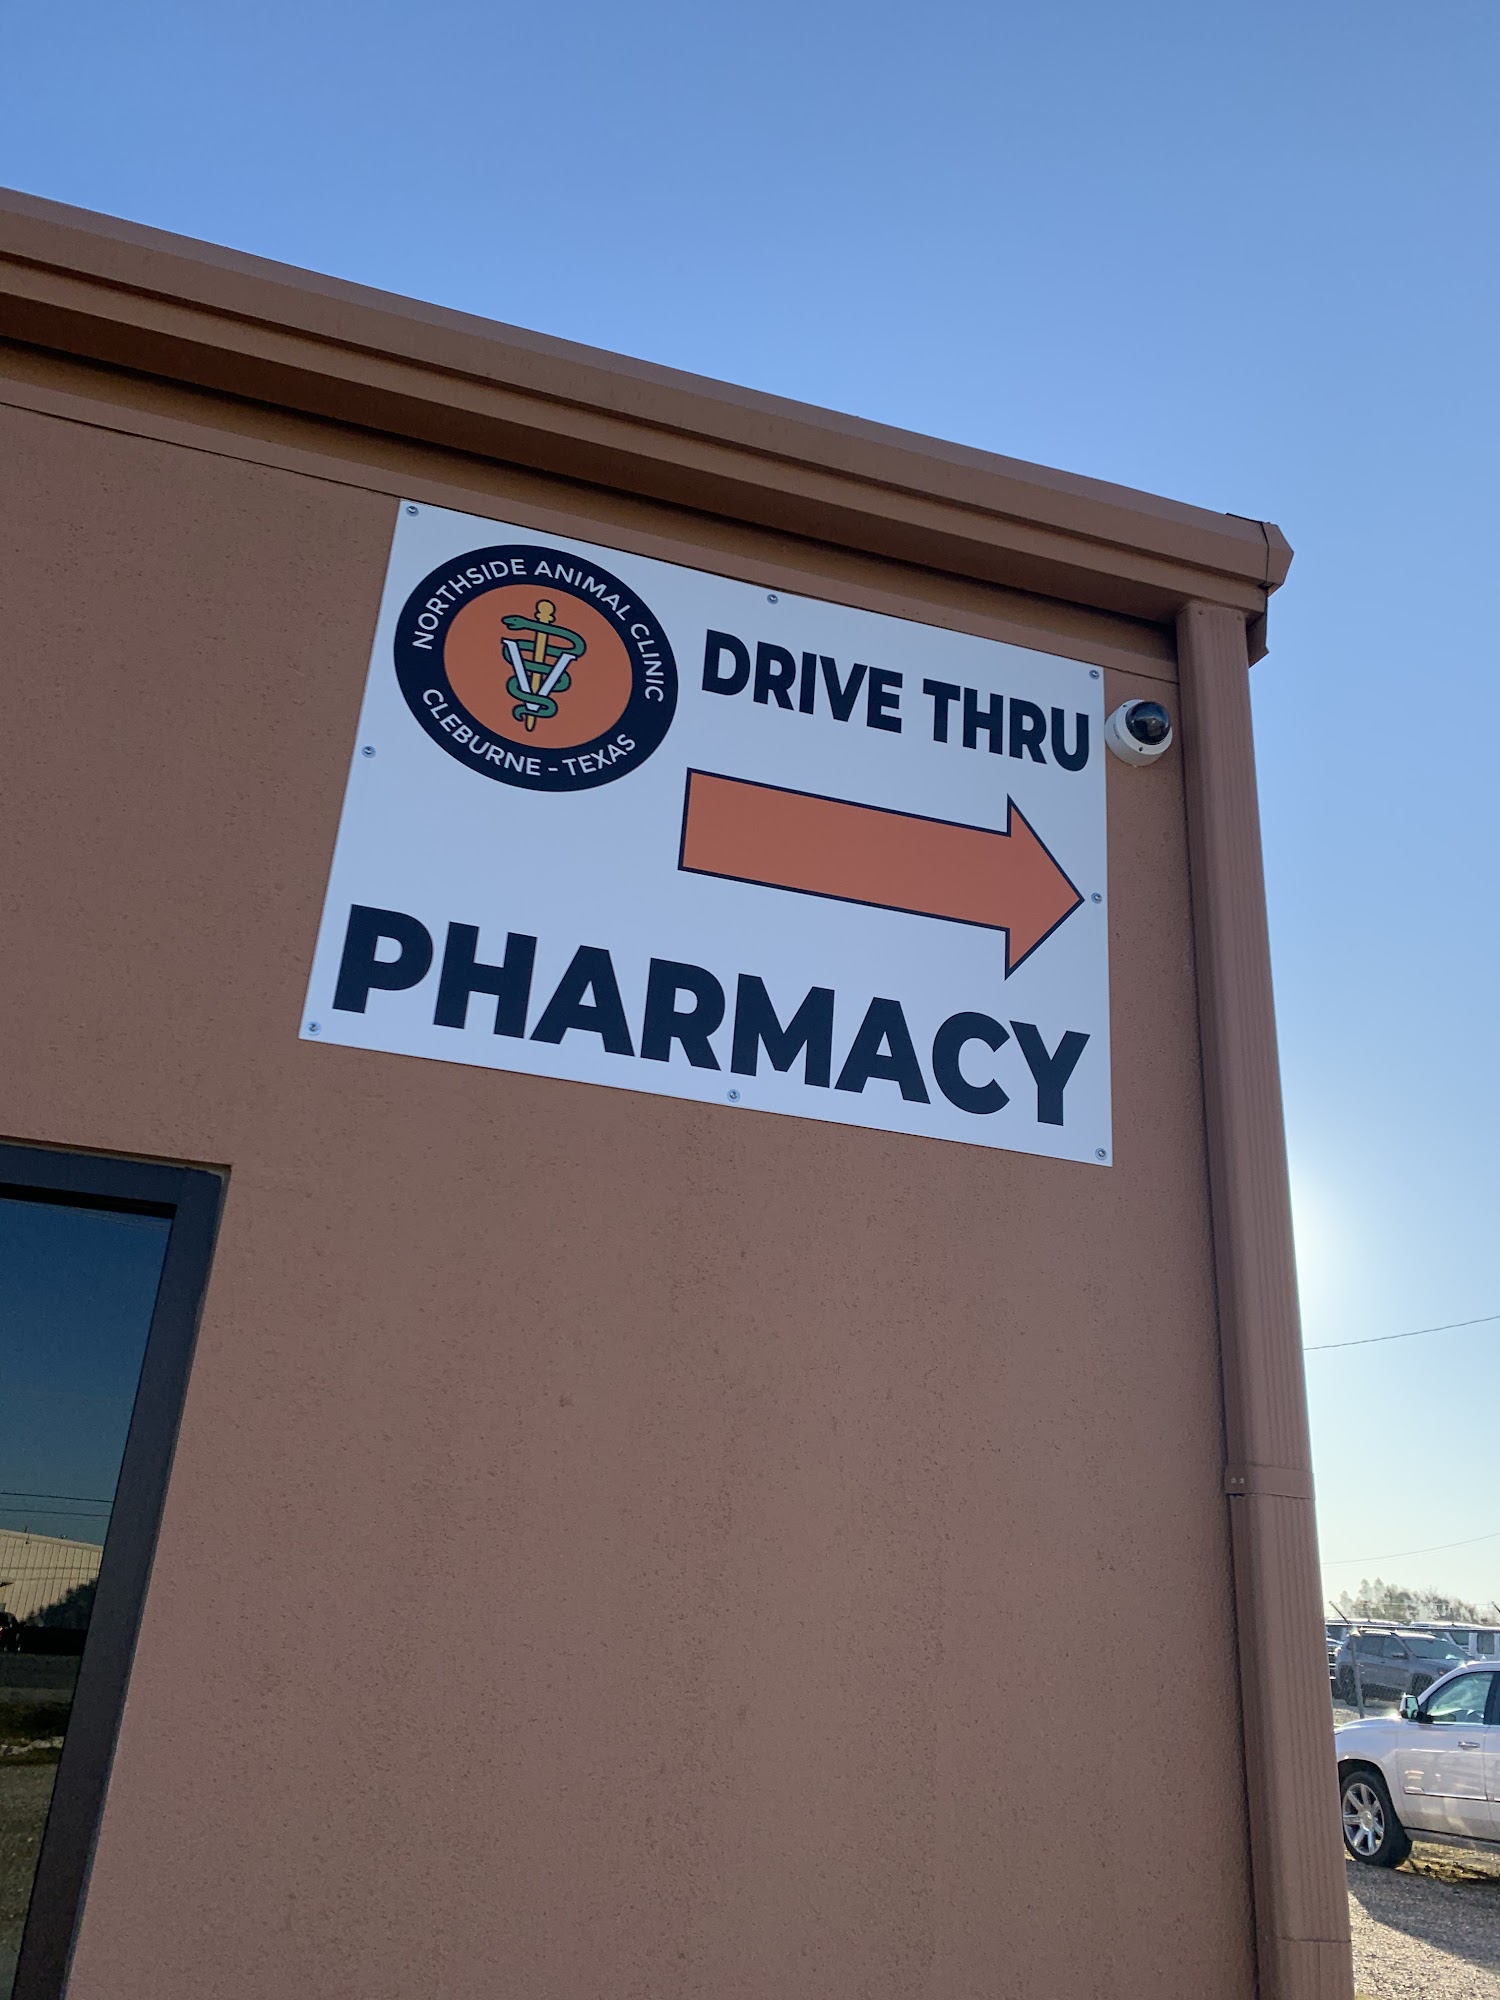 NORTHSIDE ANIMAL CLINIC
CLEBURNE - TEXAS
V
DRIVE THRU
PHARMACY